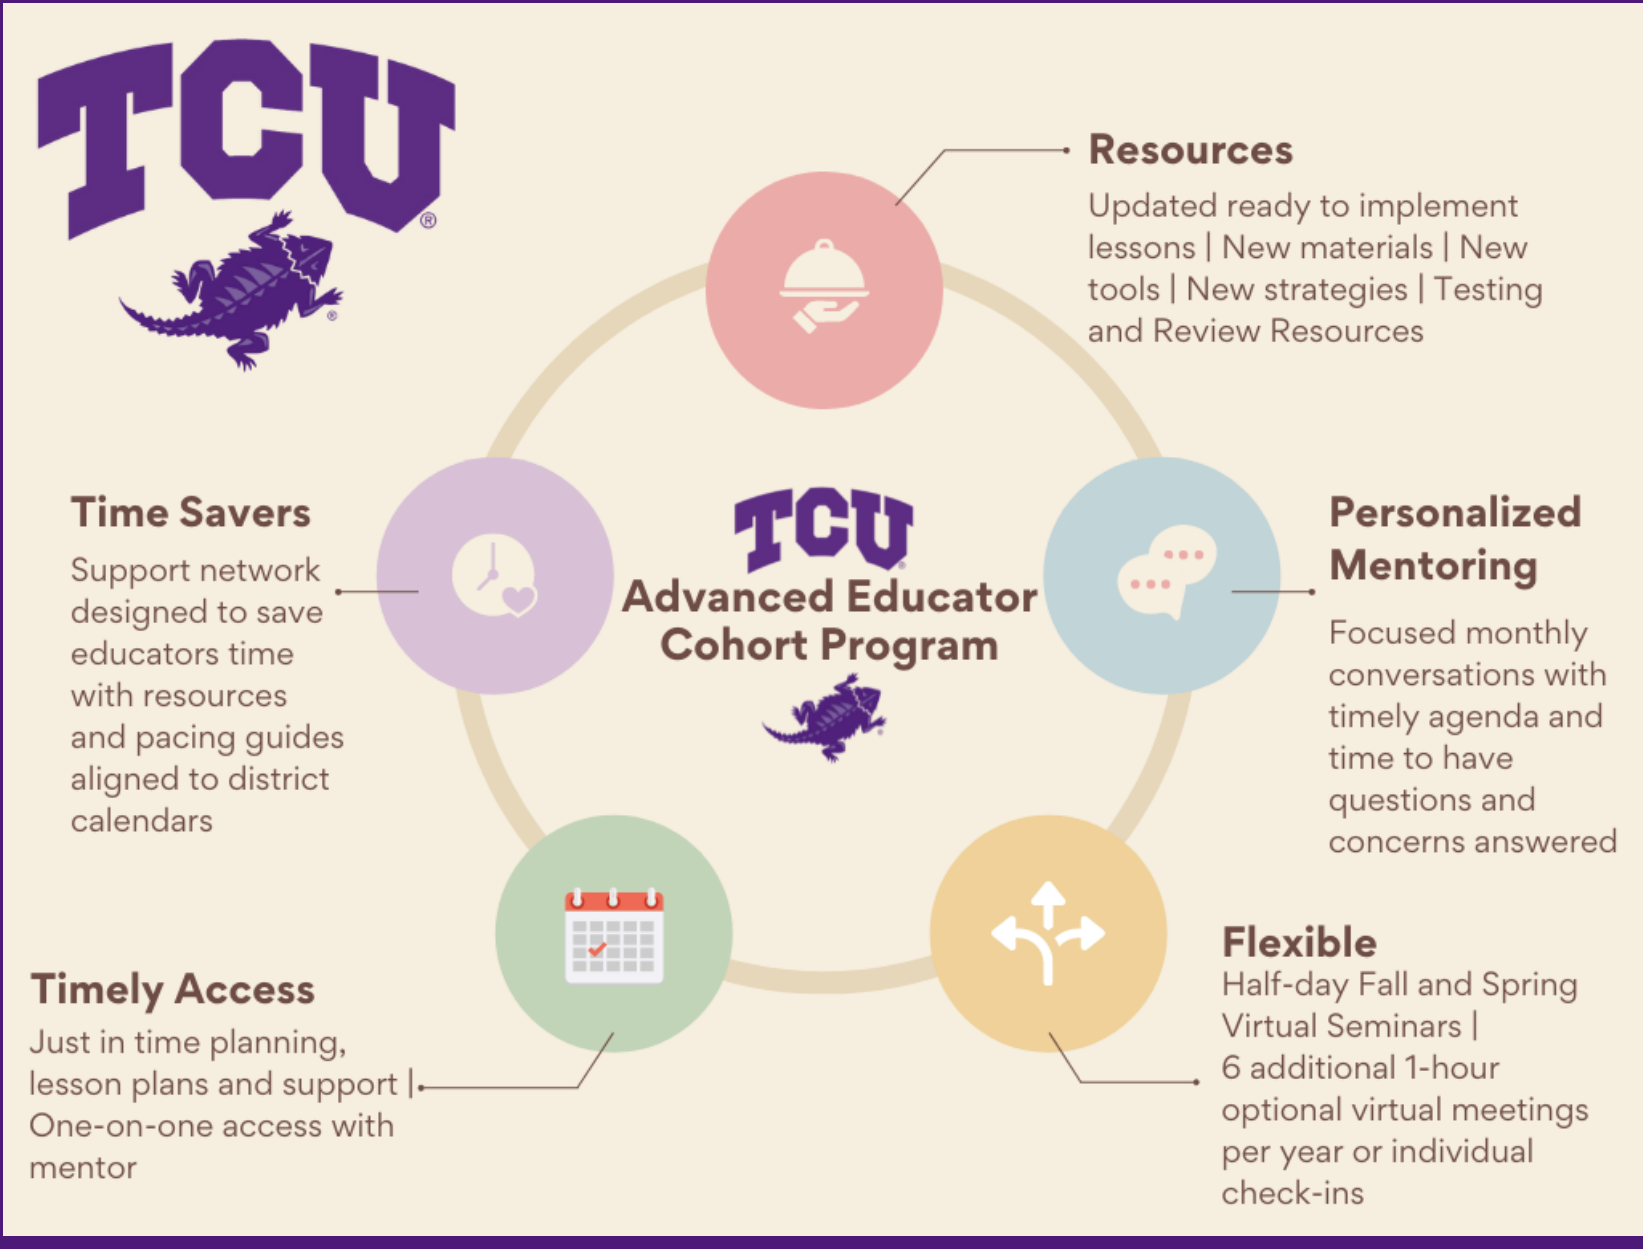 TCU
®
®
Resources
Updated ready to implement
lessons | New materials | New
tools | New strategies | Testing
and Review Resources
Time Savers
Support network
designed to save
educators time
with resources
and pacing guides
aligned to district
calendars
TCU
Advanced Educator
Cohort Program
Personalized
Mentoring
Focused monthly
conversations with
timely agenda and
time to have
questions and
concerns answered
Timely Access
Just in time planning,
lesson plans and support |
One-on-one access with
mentor
Flexible
Half-day Fall and Spring
Virtual Seminars |
6 additional 1-hour
optional virtual meetings
per year or individual
check-ins